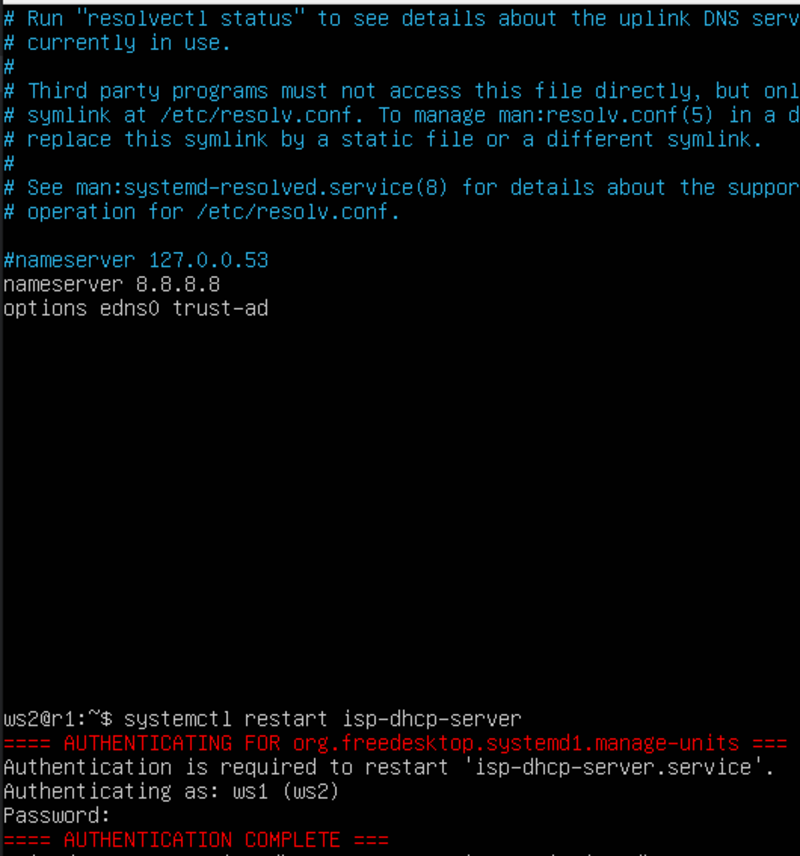 # Run "resolvectl status" to see details about the uplink DNS serv
# currently in use.
#
# Third party programs must not access this file directly, but onl
# symlink at /etc/resolv.conf. To manage man:resolv.conf(5) in a d
# replace this symlink by a static file or a different symlink.
#
# See man:systemd-resolved.service(8) for details about the suppor
# operation for /etc/resolv.conf.
#nameserver 127.0.0.53
nameserver 8.8.8.8
options edns0 trust-ad
ws2@r1:~$ systemctl restart isp-dhcp-server
==== AUTHENTICATING FOR org.freedesktop.systemd1.manage-units ===
Authentication is required to restart 'isp-dhcp-server.service'.
Authenticating as: ws1 (ws2)
Password:
==== AUTHENTICATION COMPLETE ===